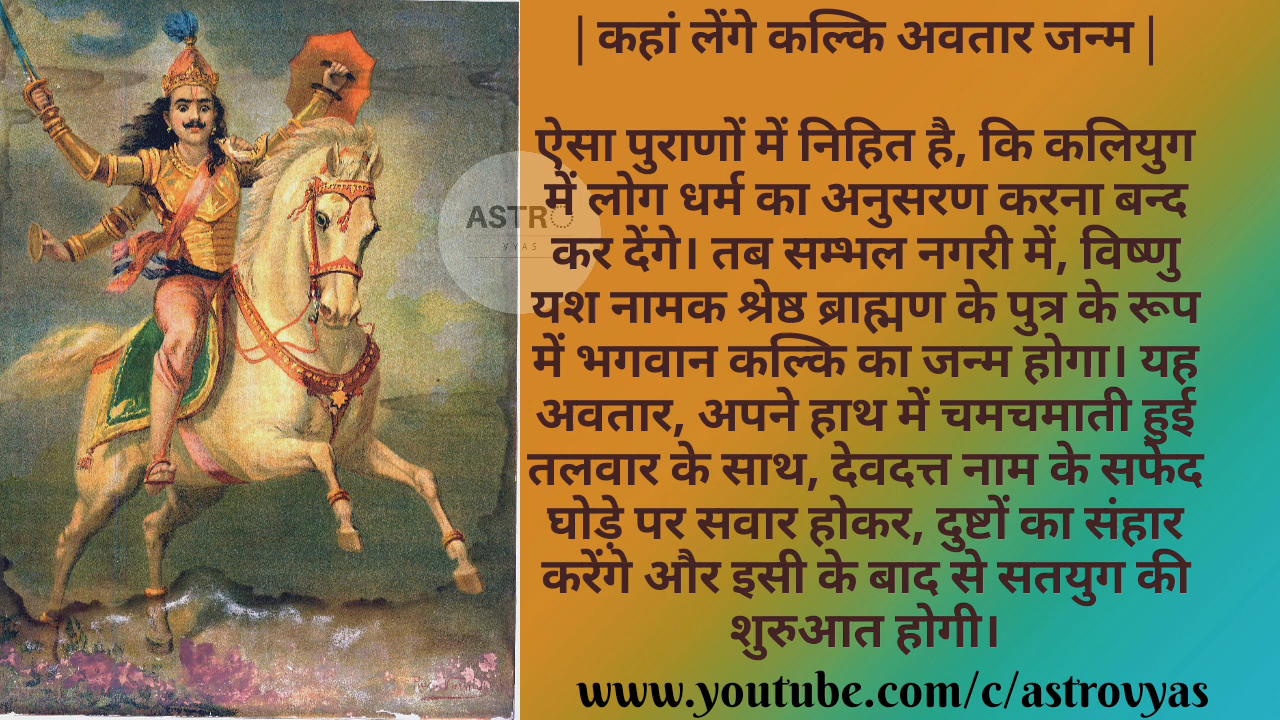 | कहां लेंगे कल्कि अवतार जन्म |
ऐसा पुराणों में निहित है, कि कलियुग
में लोग धर्म का अनुसरण करना बन्द
कर देंगे। तब सम्भल नगरी में, विष्णु
यश नामक श्रेष्ठ ब्राह्मण के पुत्र के रूप
में भगवान कल्कि का जन्म होगा। यह
अवतार, अपने हाथ में चमचमाती हुई
तलवार के साथ, देवदत्त नाम के सफेद
घोड़े पर सवार होकर, दुष्टों का संहार
करेंगे और इसी के बाद से सतयुग की
शुरुआत होगी।
www.youtube.com/c/astrovyas
ASTRO
VYAS